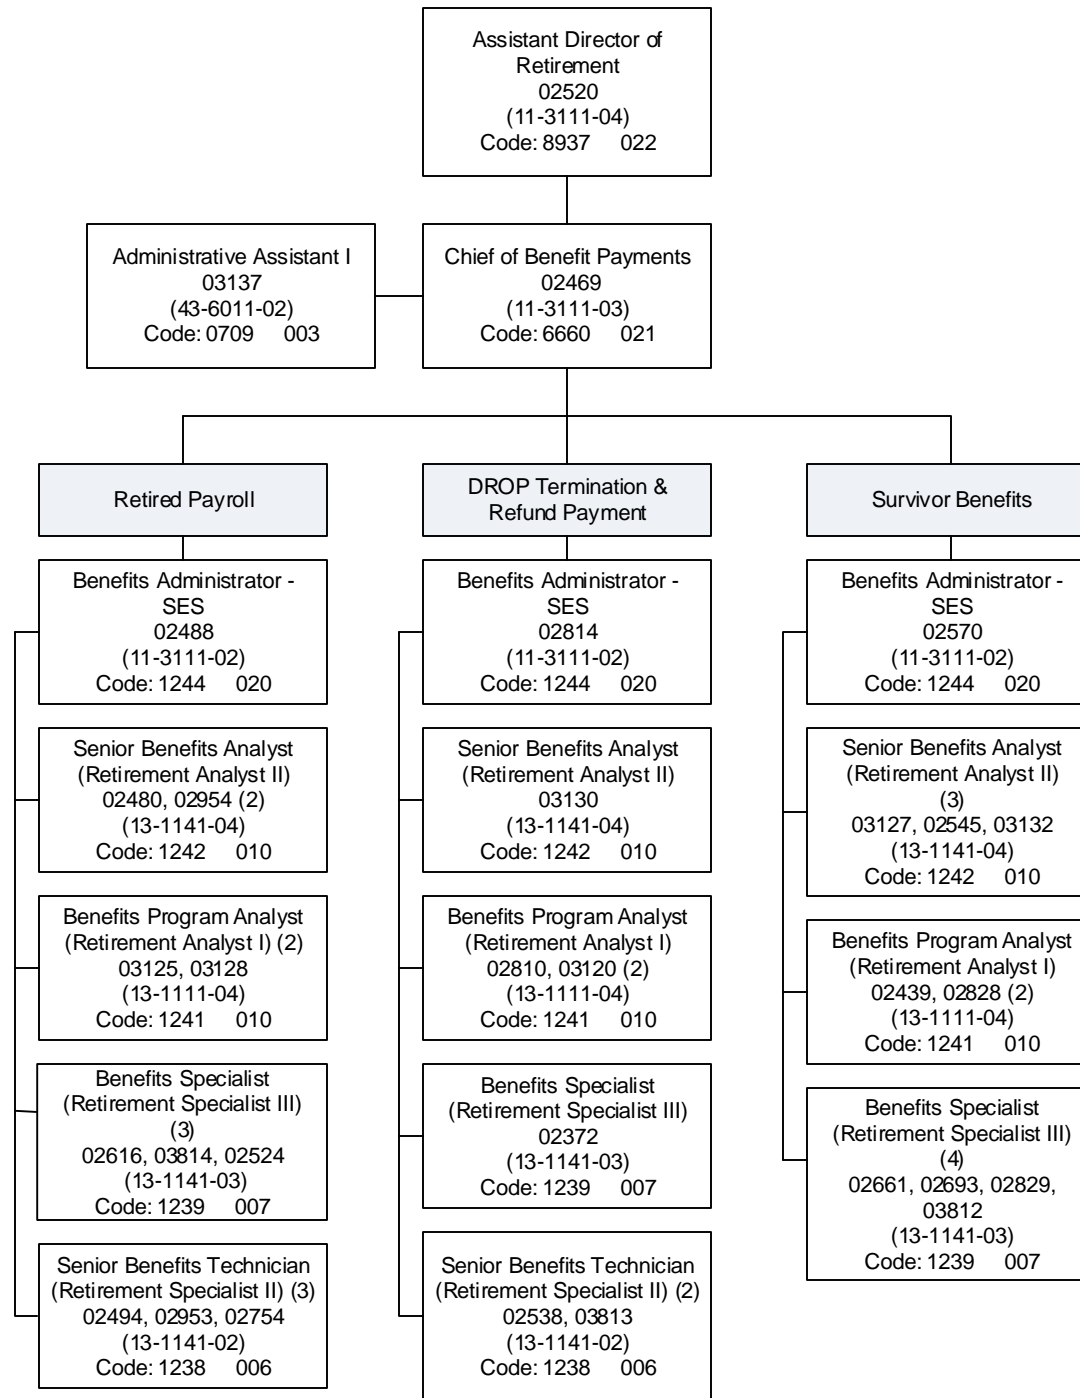 Assistant Director of
Retirement
02520
(11-3111-04)
Code: 8937 022
Administrative Assistant I
03137
(43-6011-02)
Code: 0709 003
Chief of Benefit Payments
02469
(11-3111-03)
Code: 6660 021
Retired Payroll
Benefits Administrator -
SES
02488
(11-3111-02)
Code: 1244 020
Senior Benefits Analyst
(Retirement Analyst II)
02480, 02954 (2)
(13-1141-04)
Code: 1242 010
Benefits Program Analyst
(Retirement Analyst I) (2)
03125, 03128
(13-1111-04)
Code: 1241 010
Benefits Specialist
(Retirement Specialist III)
(3)
02616, 03814, 02524
(13-1141-03)
Code: 1239 007
Senior Benefits Technician
(Retirement Specialist II) (3)
02494, 02953, 02754
(13-1141-02)
Code: 1238 006
DROP Termination &
Refund Payment
Benefits Administrator -
SES
02814
(11-3111-02)
Code: 1244 020
Senior Benefits Analyst
(Retirement Analyst II)
03130
(13-1141-04)
Code: 1242 010
Benefits Program Analyst
(Retirement Analyst I)
02810, 03120 (2)
(13-1111-04)
Code: 1241 010
Benefits Specialist
(Retirement Specialist III)
02372
(13-1141-03)
Code: 1239 007
Senior Benefits Technician
(Retirement Specialist II) (2)
02538, 03813
(13-1141-02)
Code: 1238 006
Survivor Benefits
Benefits Administrator -
SES
02570
(11-3111-02)
Code: 1244 020
Senior Benefits Analyst
(Retirement Analyst II)
(3)
03127, 02545, 03132
(13-1141-04)
Code: 1242 010
Benefits Program Analyst
(Retirement Analyst I)
02439, 02828 (2)
(13-1111-04)
Code: 1241 010
Benefits Specialist
(Retirement Specialist III)
(4)
02661, 02693, 02829,
03812
(13-1141-03)
Code: 1239 007